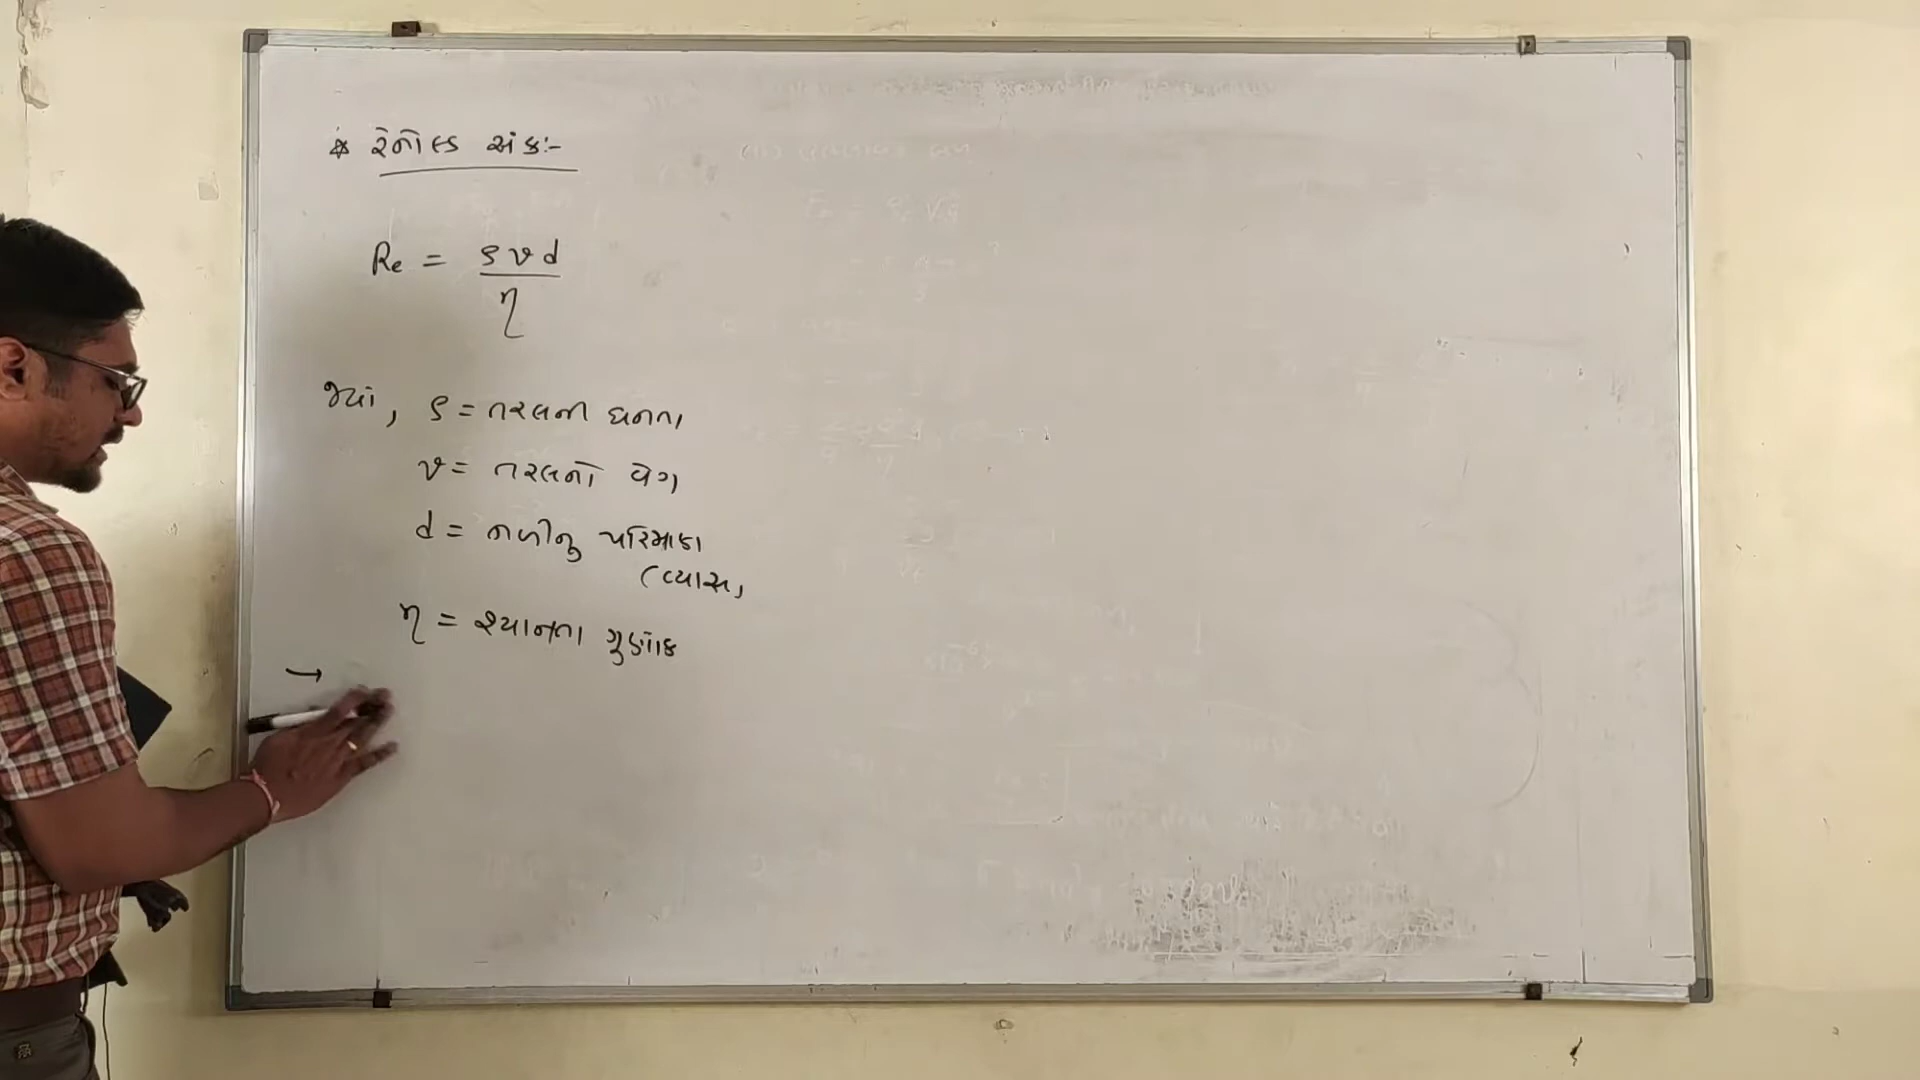 * રેનોલ્ડ અંક:-
Re = ρ v d
η
જ્યાં, ρ = તરલની ઘનતા
v = તરલનો વેગ
d = નળીનુ પરિમાણ
(વ્યાસ)
η = શ્યાનતા ગુણાંક
→